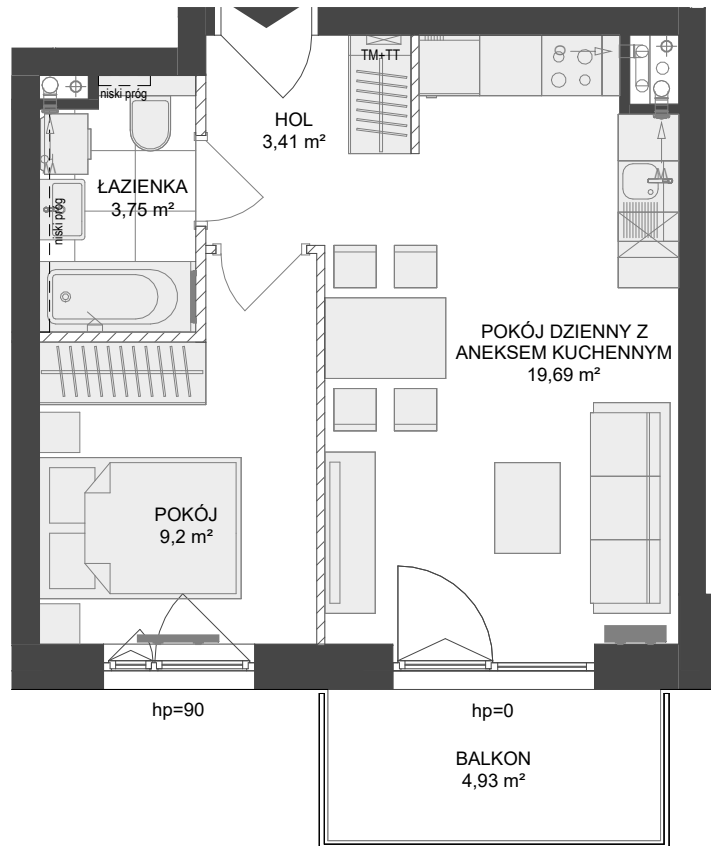 TM+TT
niski próg
HOL
3,41 m²
ŁAZIENKA
3,75 m²
niski próg
POKÓJ DZIENNY Z
ANEKSEM KUCHENNYM
19,69 m²
POKÓJ
9,2 m²
hp=90
hp=0
BALKON
4,93 m²